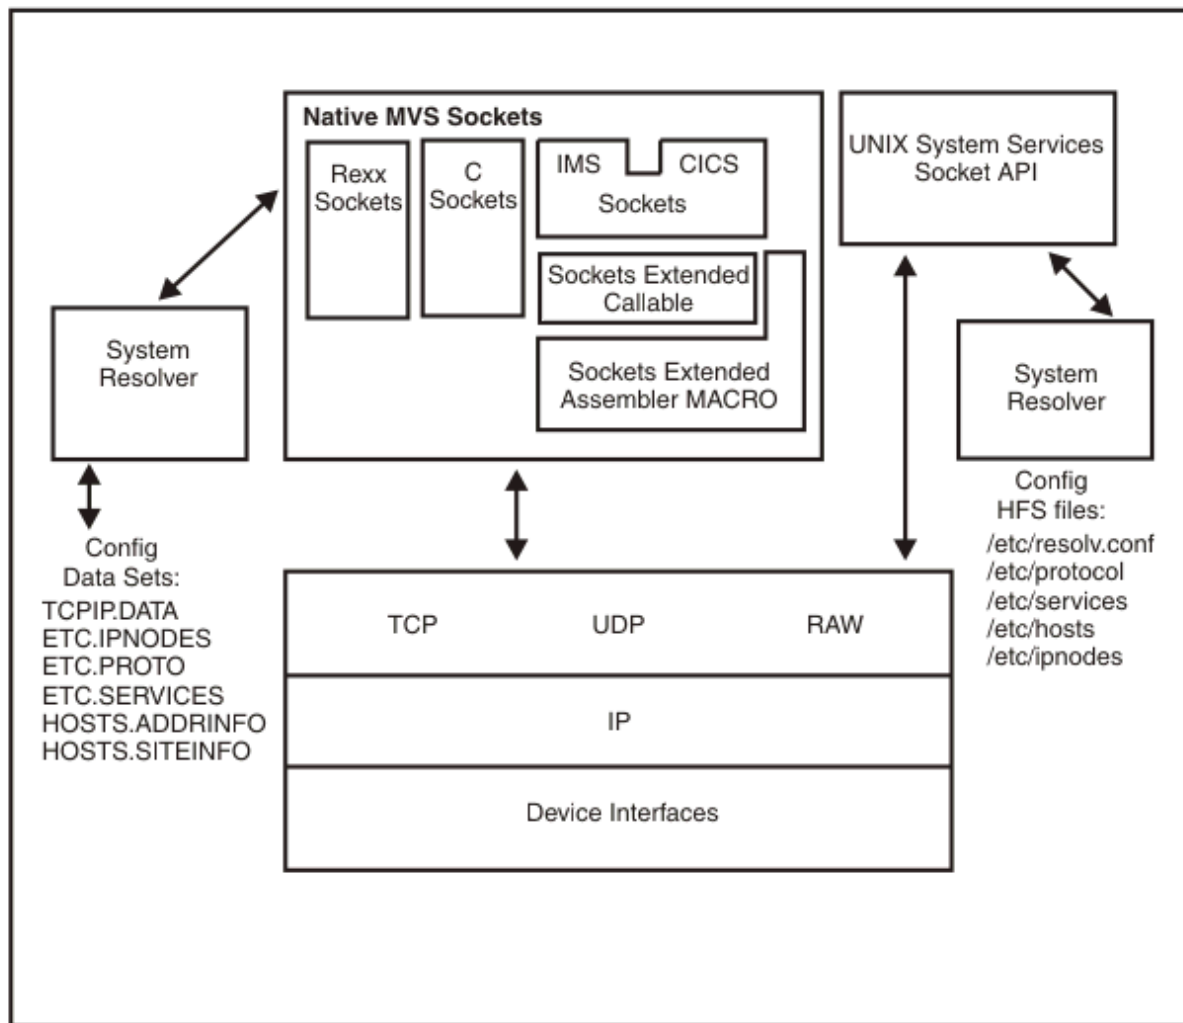 Native MVS Sockets
Rexx
Sockets
C
Sockets
IMS CICS
Sockets
Sockets Extended
Callable
Sockets Extended
Assembler MACRO
UNIX System Services
Socket API
System
Resolver
Config
Data Sets:
TCPIP.DATA
ETC.IPNODES
ETC.PROTO
ETC.SERVICES
HOSTS.ADDRINFO
HOSTS.SITEINFO
System
Resolver
Config
HFS files:
/etc/resolv.conf
/etc/protocol
/etc/services
/etc/hosts
/etc/ipnodes
TCP UDP RAW
IP
Device Interfaces